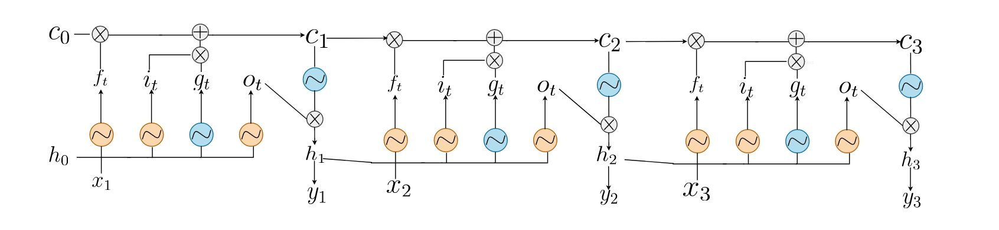 c₀ c₁ c₂ c₃
fₜ iₜ gₜ oₜ fₜ iₜ gₜ oₜ fₜ iₜ gₜ oₜ
h₀ h₁ h₂ h₃
x₁ x₂ x₃
y₁ y₂ y₃